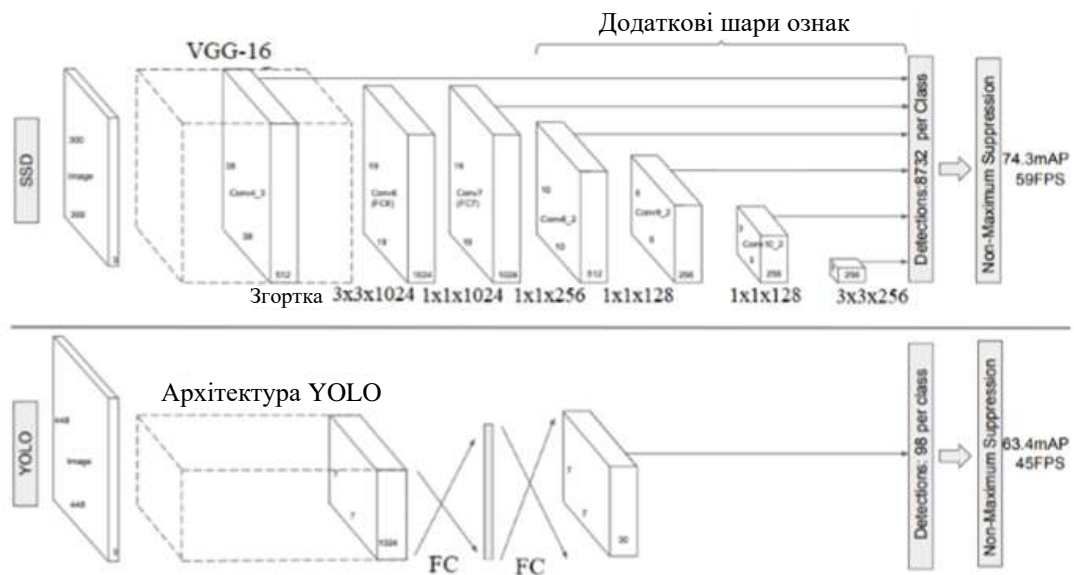 Додаткові шари ознак
VGG-16
SSD
300
Image
300
3
38
Conv4_3
38
512
19
Conv6
(FC6)
19
1024
19
Conv7
(FC7)
19
1024
10
Conv8_2
10
512
5
Conv9_2
5
256
3
Conv10_2
3
256
256
Detections:8732 per Class
Non-Maximum Suppression
74.3mAP
59FPS
Згортка
3x3x1024
1x1x1024
1x1x256
1x1x128
1x1x128
3x3x256
Архітектура YOLO
YOLO
448
Image
448
3
7
7
1024
FC
FC
7
7
30
Detections: 98 per class
Non-Maximum Suppression
63.4mAP
45FPS